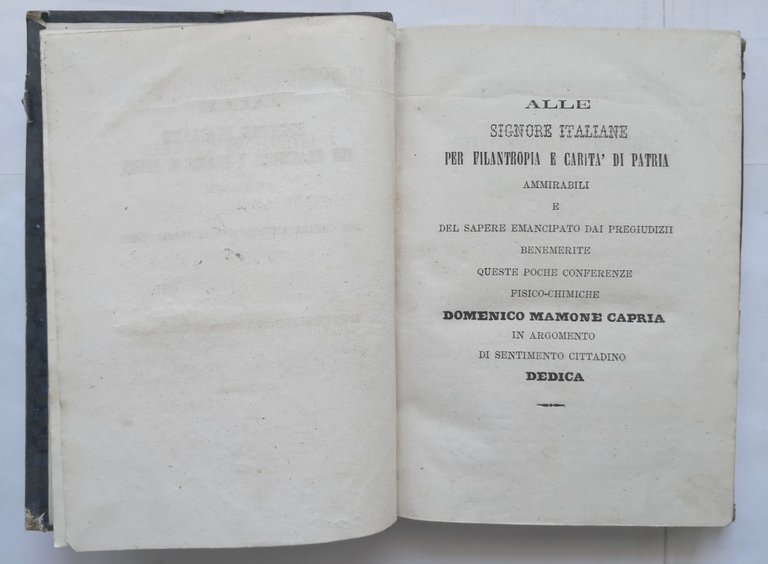 ALLE
SIGNORE ITALIANE
PER FILANTROPIA E CARITA' DI PATRIA
AMMIRABILI
E
DEL SAPERE EMANCIPATO DAI PREGIUDIZII
BENEMERITE
QUESTE POCHE CONFERENZE
FISICO-CHIMICHE
DOMENICO MAMONE CAPRIA
IN ARGOMENTO
DI SENTIMENTO CITTADINO
DEDICA